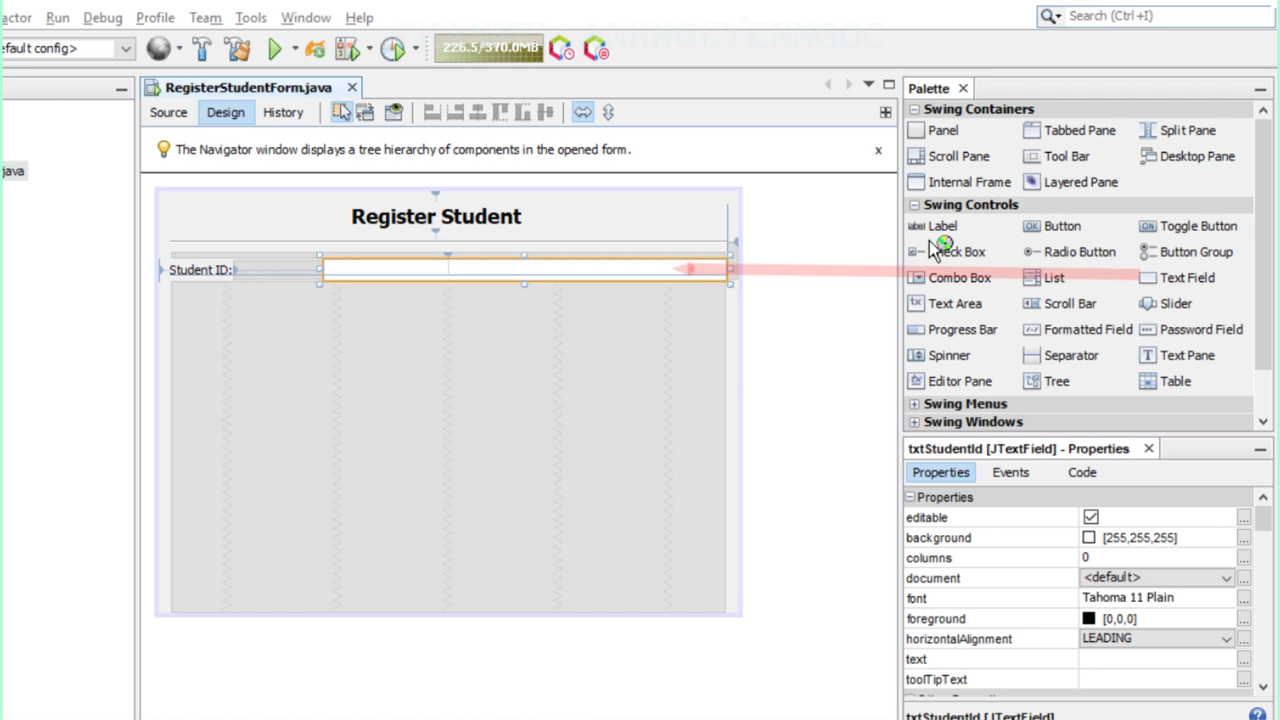 actor Run Debug Profile Team Tools Window Help
Search (Ctrl+I)
efault config>
226.5/370.0MB
RegisterStudentForm.java
Source Design History
The Navigator window displays a tree hierarchy of components in the opened form.
x
java
Register Student
Student ID:
Palette
Swing Containers
Panel Tabbed Pane Split Pane
Scroll Pane Tool Bar Desktop Pane
Internal Frame Layered Pane
Swing Controls
label Label OK Button ON Toggle Button
eck Box Radio Button Button Group
Combo Box List Text Field
Text Area Scroll Bar Slider
Progress Bar Formatted Field Password Field
Spinner Separator Text Pane
Editor Pane Tree Table
Swing Menus
Swing Windows
txtStudentId [JTextField] - Properties
Properties Events Code
Properties
editable
background [255,255,255] ...
columns 0 ...
document <default> ...
font Tahoma 11 Plain ...
foreground [0,0,0] ...
horizontalAlignment LEADING ...
text ...
toolTipText ...
txtStudentId [JTextField]